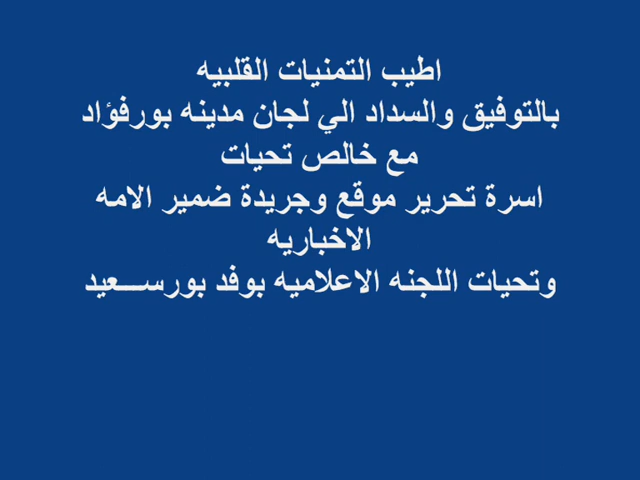 اطيب التمنيات القلبيه
بالتوفيق والسداد الي لجان مدينه بورفؤاد
مع خالص تحيات
اسرة تحرير موقع وجريدة ضمير الامه
الاخباريه
وتحيات اللجنه الاعلاميه بوفد بورســـعيد